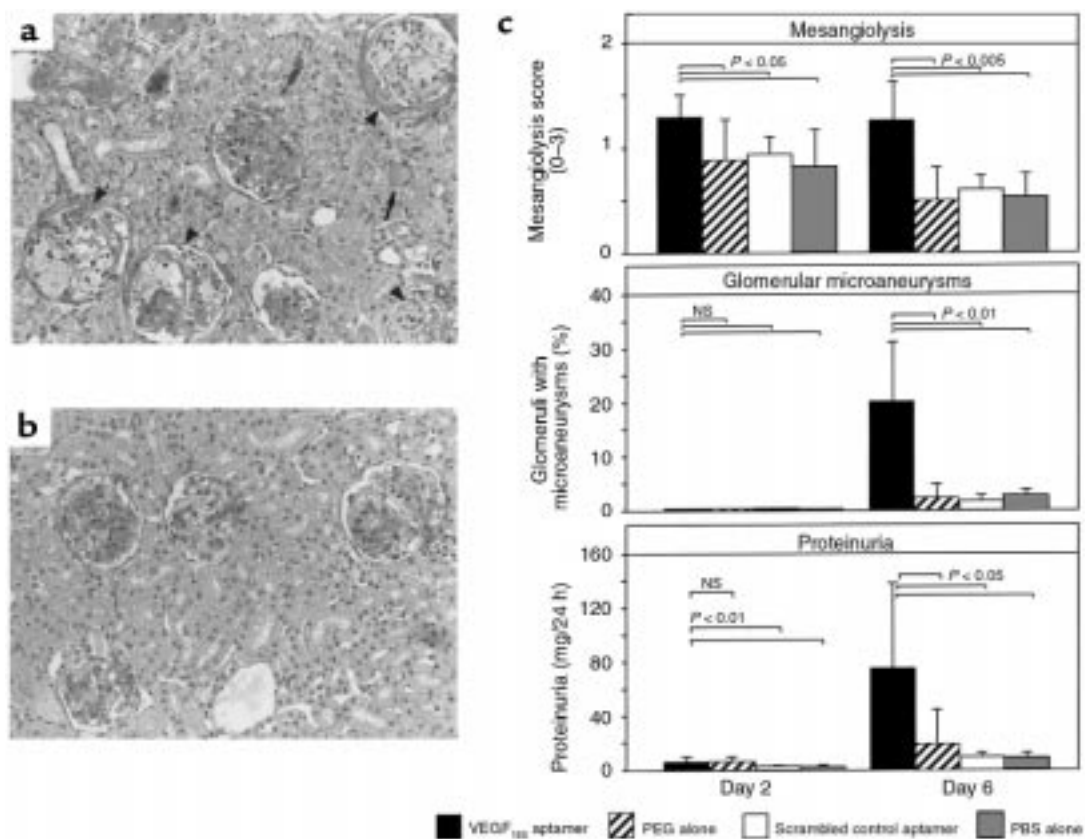 a
b
c
Mesangiolysis
Mesangiolysis score
(0–3)
2
1
0
P < 0.05
P < 0.005
Glomerular microaneurysms
Glomeruli with
microaneurysms (%)
40
30
20
10
0
NS
P < 0.01
Proteinuria
Proteinuria (mg/24 h)
160
120
80
40
0
NS
P < 0.01
P < 0.05
Day 2
Day 6
VEGF165 aptamer
PEG alone
Scrambled control aptamer
PBS alone